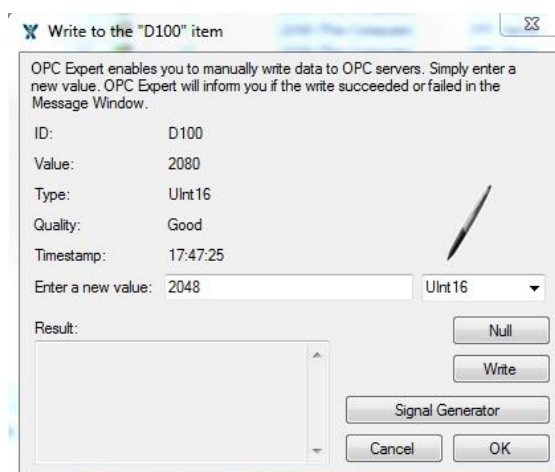 Write to the "D100" item
OPC Expert enables you to manually write data to OPC servers. Simply enter a
new value. OPC Expert will inform you if the write succeeded or failed in the
Message Window.
ID: D100
Value: 2080
Type: UInt16
Quality: Good
Timestamp: 17:47:25
Enter a new value: 2048 UInt16
Result:
Null
Write
Signal Generator
Cancel OK